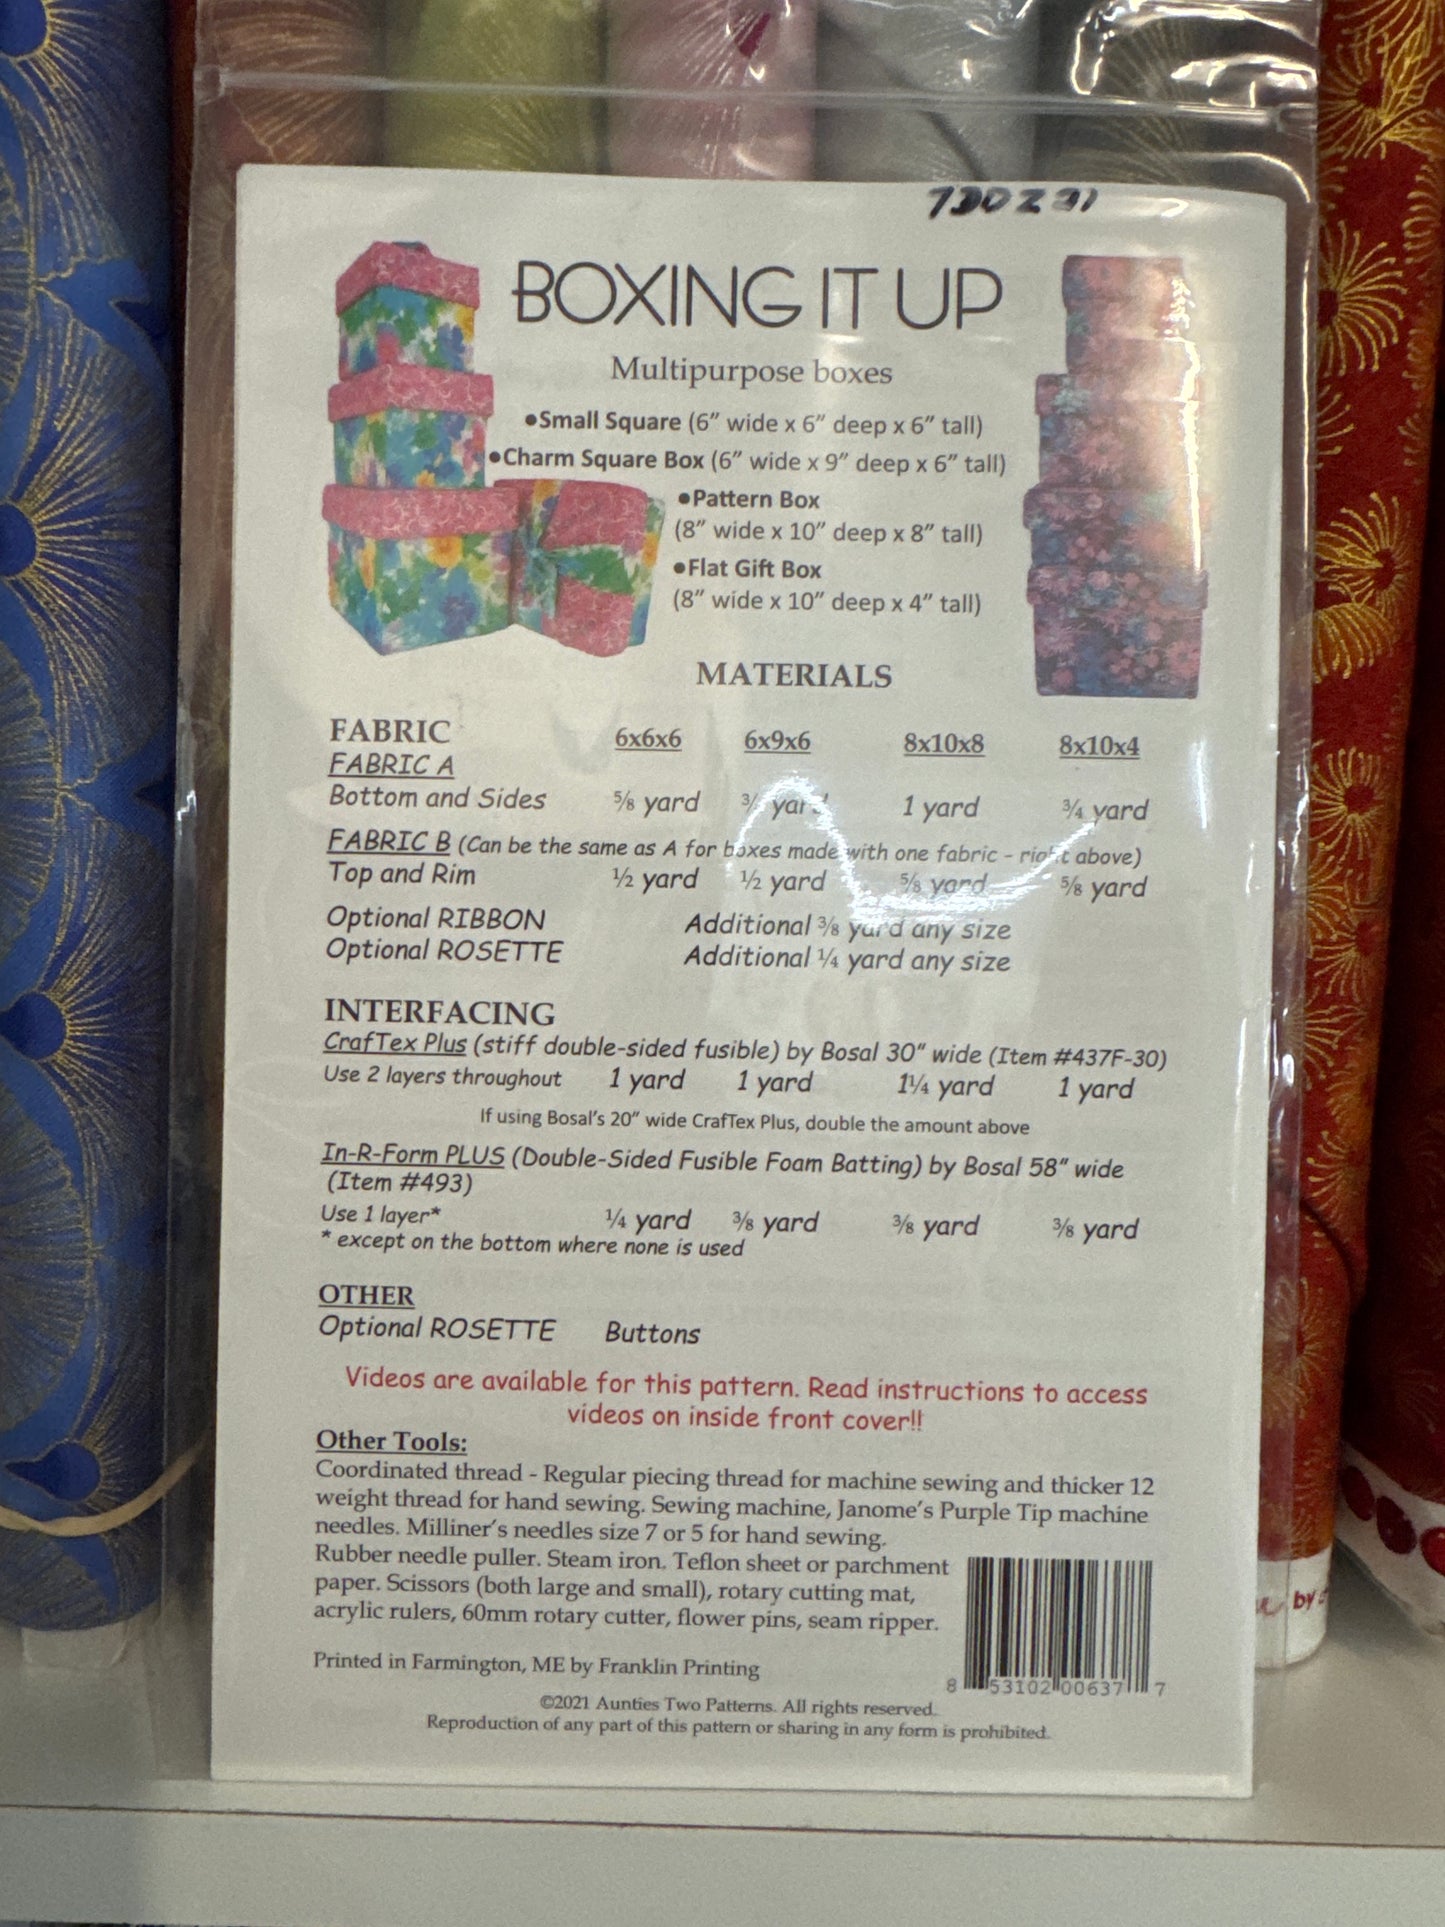 BOXING IT UP
Multipurpose boxes
●Small Square (6” wide x 6” deep x 6” tall)
●Charm Square Box (6” wide x 9” deep x 6” tall)
●Pattern Box
(8” wide x 10” deep x 8” tall)
●Flat Gift Box
(8” wide x 10” deep x 4” tall)
MATERIALS
FABRIC 6x6x6 6x9x6 8x10x8 8x10x4
FABRIC A
Bottom and Sides ⅝ yard yard 1 yard ¾ yard
FABRIC B (Can be the same as A for boxes made with one fabric - right above)
Top and Rim ½ yard ½ yard ⅝ yard ⅝ yard
Optional RIBBON Additional ⅜ yard any size
Optional ROSETTE Additional ¼ yard any size
INTERFACING
CrafTex Plus (stiff double-sided fusible) by Bosal 30” wide (Item #437F-30)
Use 2 layers throughout 1 yard 1 yard 1¼ yard 1 yard
If using Bosal’s 20” wide CrafTex Plus, double the amount above
In-R-Form PLUS (Double-Sided Fusible Foam Batting) by Bosal 58” wide
(Item #493)
Use 1 layer* ¼ yard ⅜ yard ⅜ yard ⅜ yard
* except on the bottom where none is used
OTHER
Optional ROSETTE Buttons
Videos are available for this pattern. Read instructions to access
videos on inside front cover!!
Other Tools:
Coordinated thread - Regular piecing thread for machine sewing and thicker 12
weight thread for hand sewing. Sewing machine, Janome’s Purple Tip machine
needles. Milliner’s needles size 7 or 5 for hand sewing.
Rubber needle puller. Steam iron. Teflon sheet or parchment
paper. Scissors (both large and small), rotary cutting mat,
acrylic rulers, 60mm rotary cutter, flower pins, seam ripper.
Printed in Farmington, ME by Franklin Printing
8 53102 00637 7
©2021 Aunties Two Patterns. All rights reserved.
Reproduction of any part of this pattern or sharing in any form is prohibited.
by